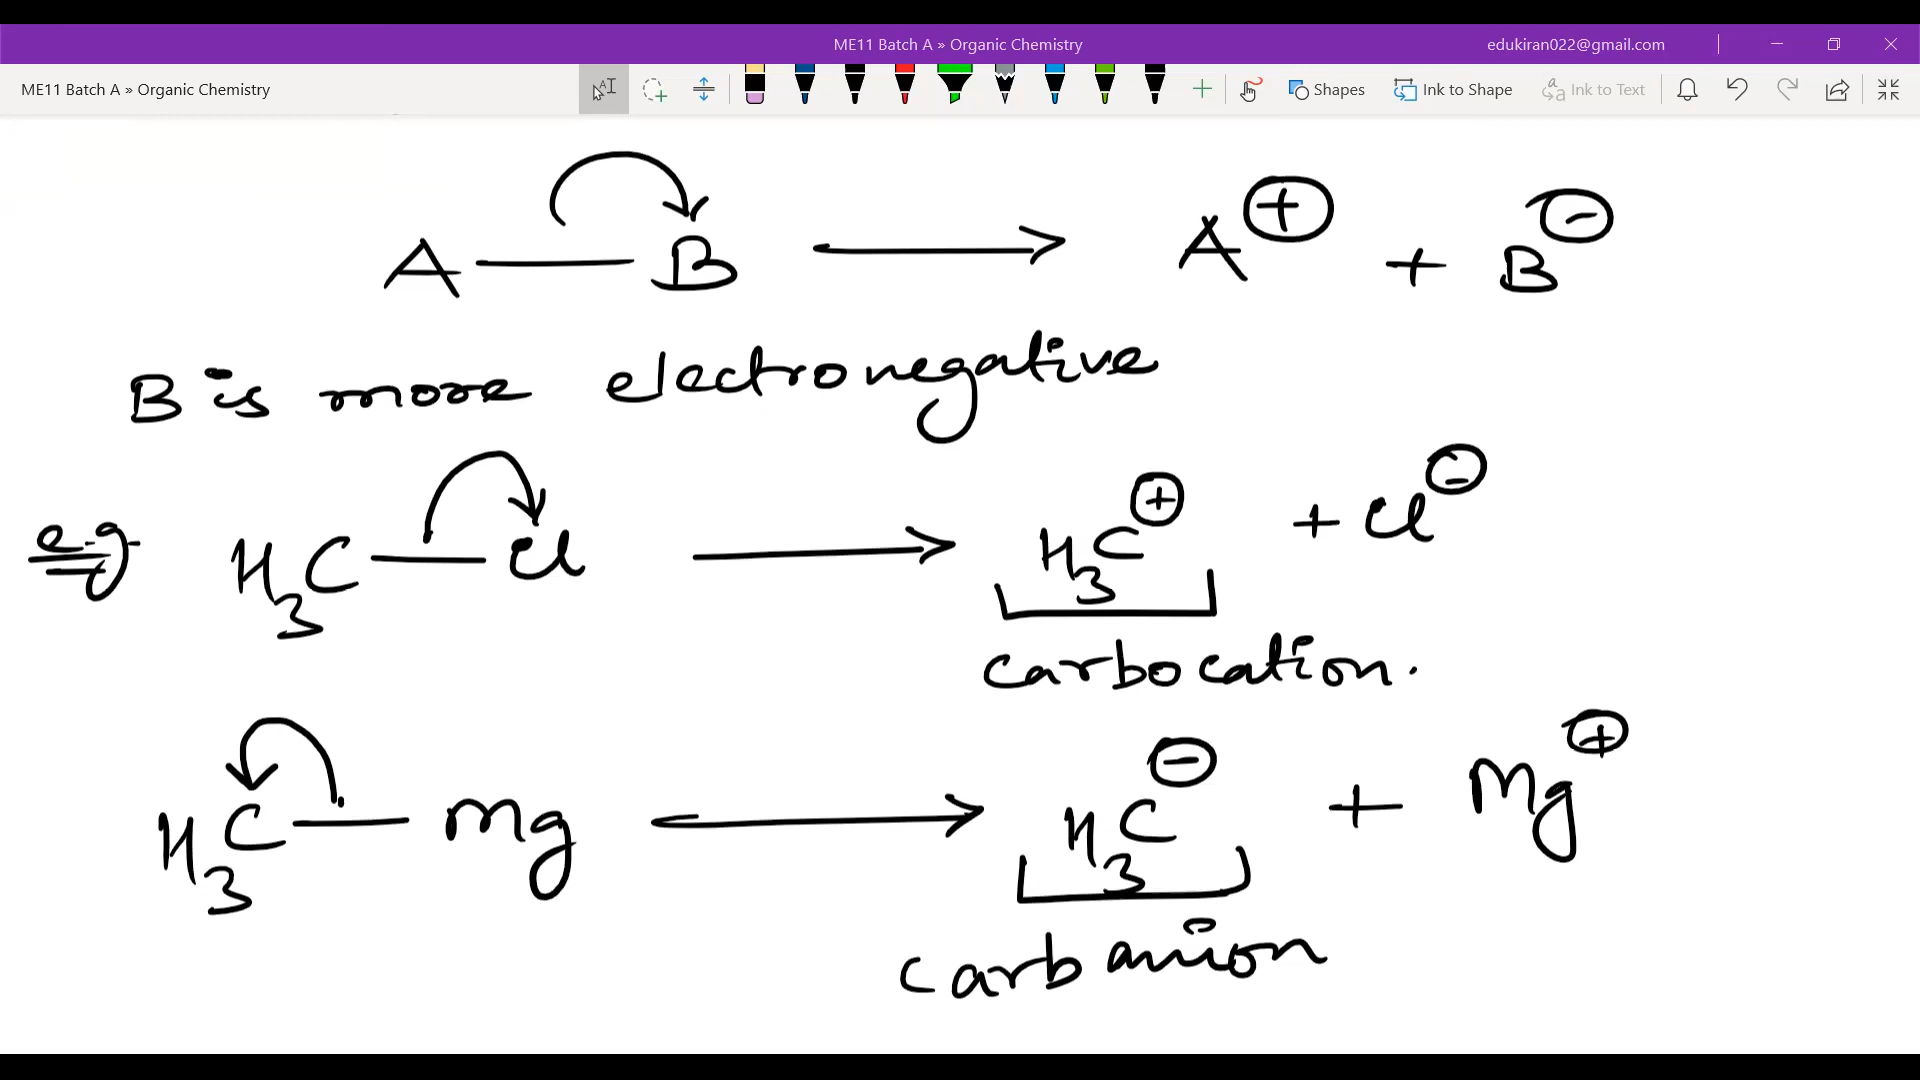 ME11 Batch A » Organic Chemistry edukiran022@gmail.com
ME11 Batch A » Organic Chemistry Shapes Ink to Shape Ink to Text
A — B ⟶ A⊕ + B⊖
B is more electronegative
e.g H₃C — Cl ⟶ H₃C⊕ + Cl⊖
carbocation.
H₃C — Mg ⟶ H₃C⊖ + Mg⊕
carbanion